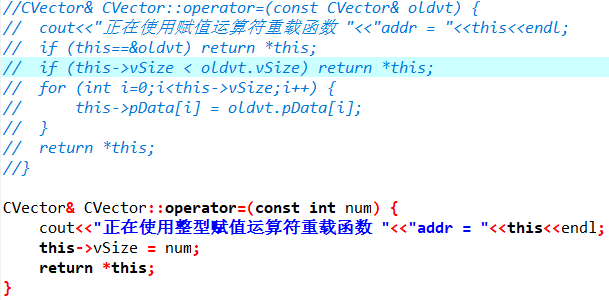 //CVector& CVector::operator=(const CVector& oldvt) {
//  cout<<"正在使用赋值运算符重载函数 "<<"addr = "<<this<<endl;
//  if (this==&oldvt) return *this;
//  if (this->vSize < oldvt.vSize) return *this;
//  for (int i=0;i<this->vSize;i++) {
//      this->pData[i] = oldvt.pData[i];
//  }
//  return *this;
//}
CVector& CVector::operator=(const int num) {
    cout<<"正在使用整型赋值运算符重载函数 "<<"addr = "<<this<<endl;
    this->vSize = num;
    return *this;
}